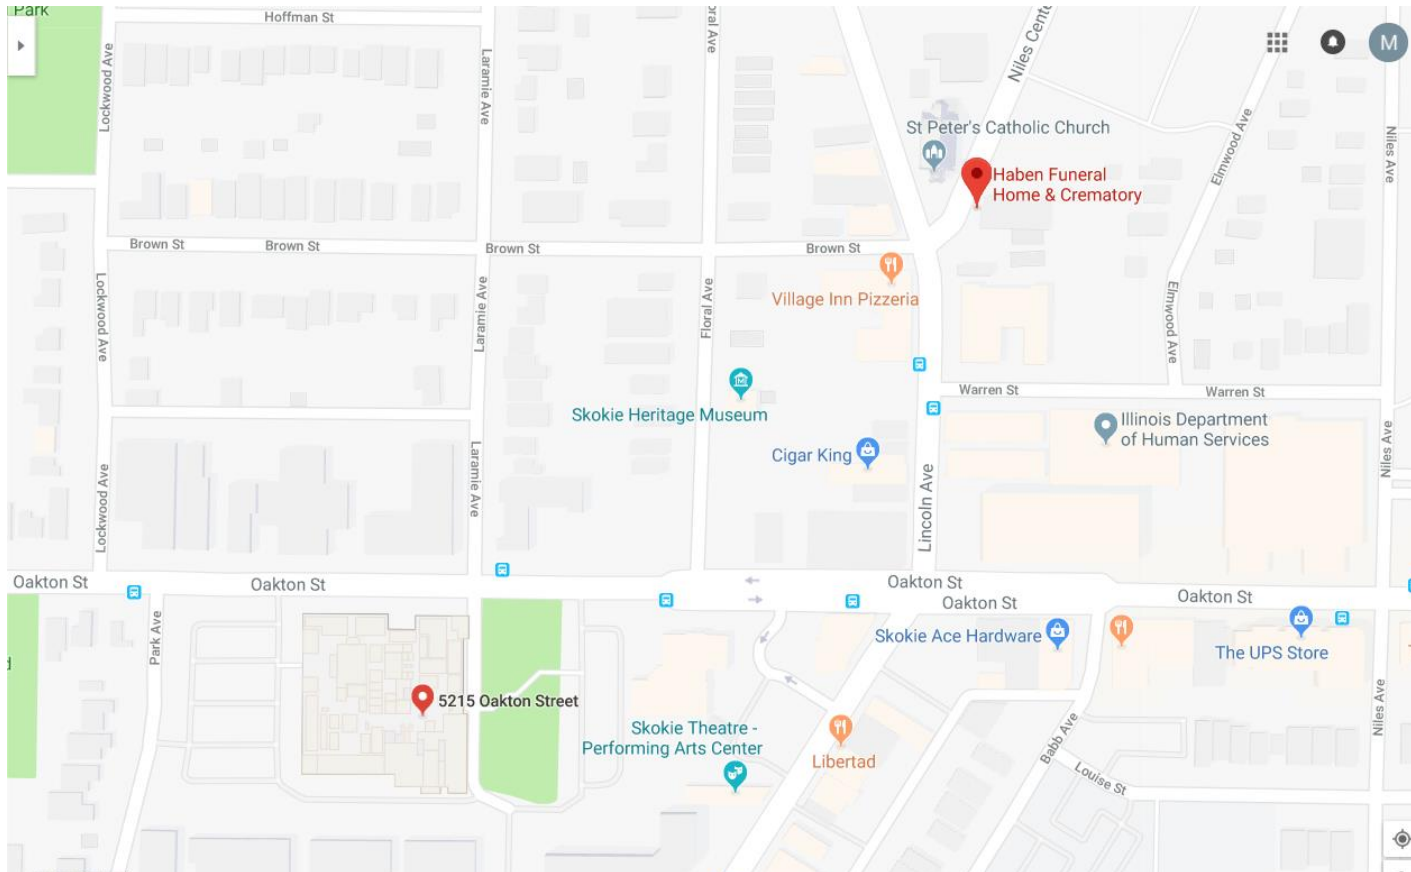 Park
Hoffman St
Lockwood Ave
Laramie Ave
Floral Ave
Niles Cente
M
St Peter's Catholic Church
Haben Funeral
Home & Crematory
Elmwood Ave
Niles Ave
Brown St
Brown St
Brown St
Brown St
Village Inn Pizzeria
Lockwood Ave
Laramie Ave
Floral Ave
Elmwood Ave
Skokie Heritage Museum
Warren St
Warren St
Illinois Department
of Human Services
Cigar King
Lockwood Ave
Laramie Ave
Lincoln Ave
Niles Ave
Oakton St
Oakton St
Oakton St
Oakton St
Oakton St
Park Ave
Skokie Ace Hardware
The UPS Store
5215 Oakton Street
Skokie Theatre -
Performing Arts Center
Libertad
Babb Ave
Louise St
Niles Ave